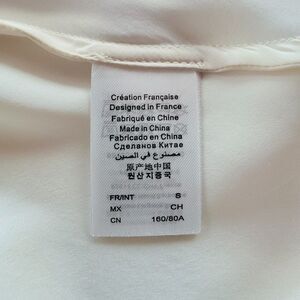 Création Française
Designed in France
Fabriqué en Chine
Made in China
Fabricado en China
Сделанов Китае
مصنوع في الصين
原产地中国
원산지중국
FR/INT S
MX CH
CN 160/80A